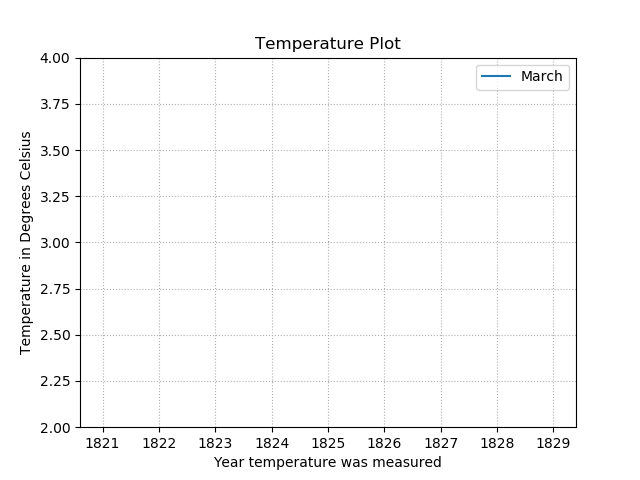 Temperature Plot
March
Temperature in Degrees Celsius
4.00
3.75
3.50
3.25
3.00
2.75
2.50
2.25
2.00
1821 1822 1823 1824 1825 1826 1827 1828 1829
Year temperature was measured